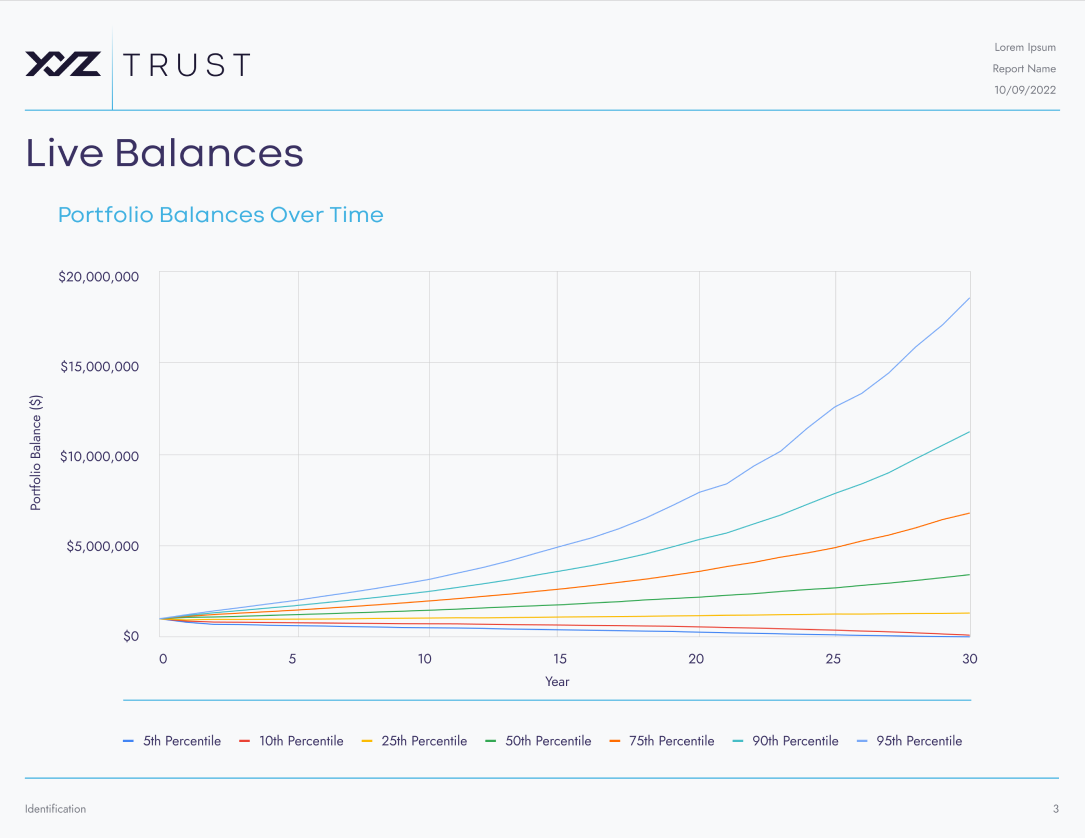 XYZ TRUST
Lorem Ipsum
Report Name
10/09/2022
Live Balances
Portfolio Balances Over Time
Portfolio Balance ($)
$20,000,000
$15,000,000
$10,000,000
$5,000,000
$0
0 5 10 15 20 25 30
Year
5th Percentile 10th Percentile 25th Percentile 50th Percentile 75th Percentile 90th Percentile 95th Percentile
Identification 3